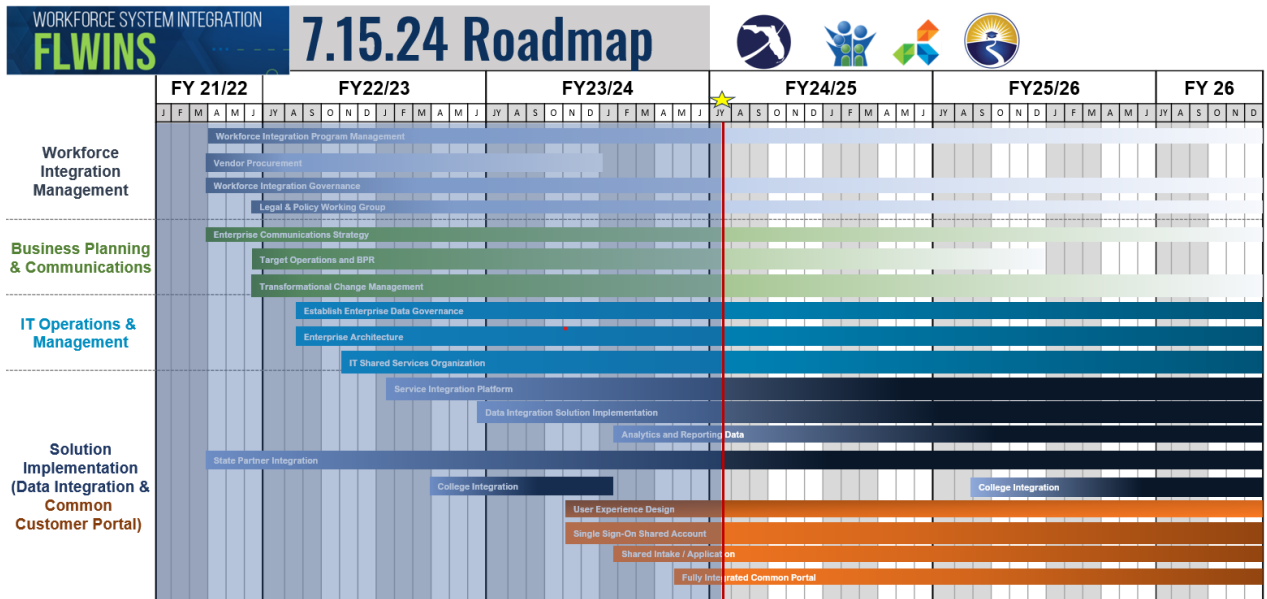 WORKFORCE SYSTEM INTEGRATION
FLWINS
7.15.24 Roadmap
FY 21/22 FY22/23 FY23/24 FY24/25 FY25/26 FY 26
J F M A M J JY A S O N D J F M A M J JY A S O N D J F M A M J JY A S O N D J F M A M J JY A S O N D J F M A M J JY A S O N D
Workforce
Integration
Management
Workforce Integration Program Management
Vendor Procurement
Workforce Integration Governance
Legal & Policy Working Group
Business Planning
& Communications
Enterprise Communications Strategy
Target Operations and BPR
Transformational Change Management
IT Operations &
Management
Establish Enterprise Data Governance
Enterprise Architecture
IT Shared Services Organization
Solution
Implementation
(Data Integration &
Common
Customer Portal)
Service Integration Platform
Data Integration Solution Implementation
Analytics and Reporting Data
State Partner Integration
College Integration
College Integration
User Experience Design
Single Sign-On Shared Account
Shared Intake / Application
Fully Integrated Common Portal